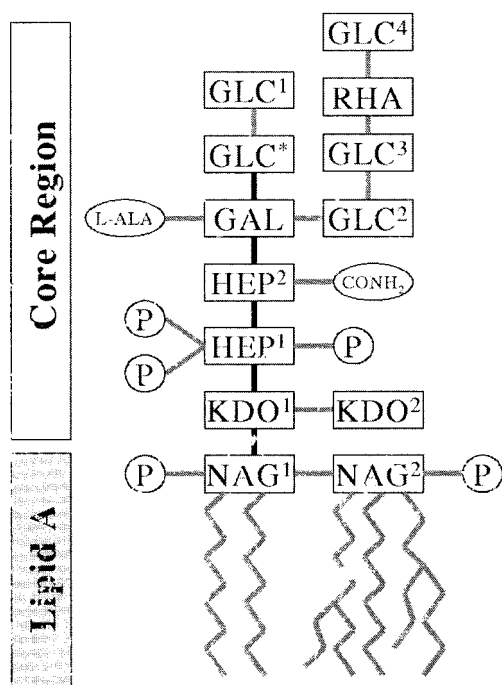 GLC⁴
GLC¹ RHA
GLC* GLC³
L-ALA GAL GLC²
HEP² CONH₂
P
HEP¹ P
P
KDO¹ KDO²
P NAG¹ NAG² P
Core Region
Lipid A